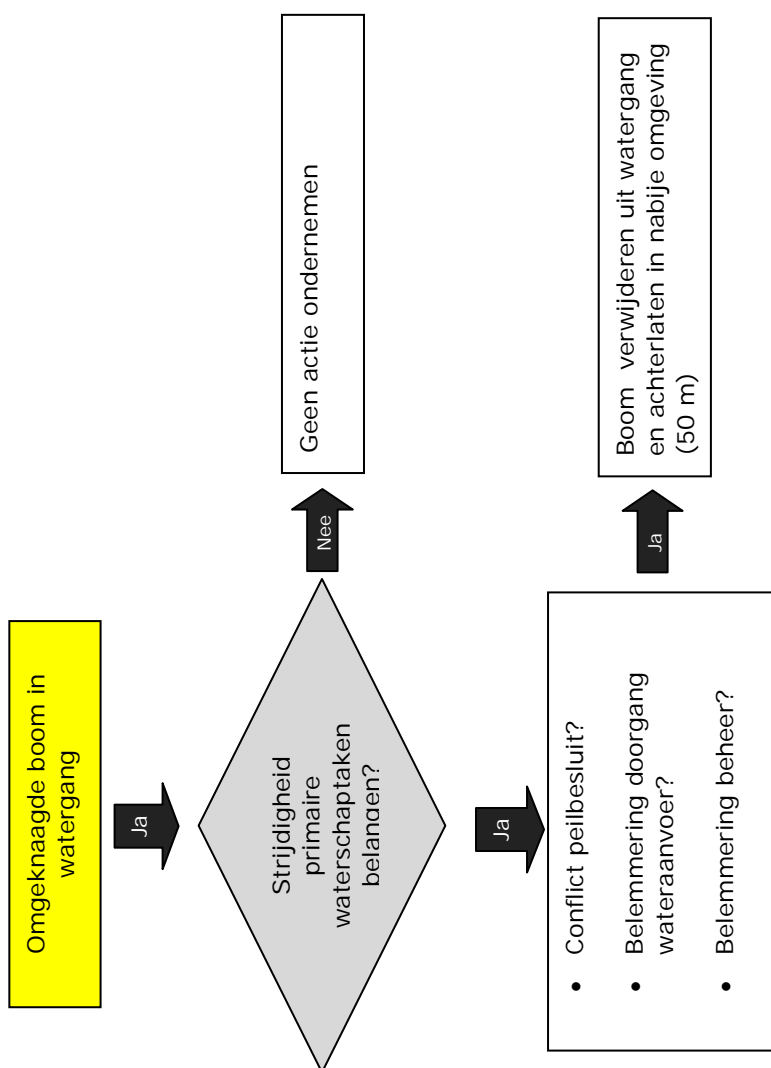 Omgeknaagde boom in
watergang
Ja
Strijdigheid
primaire
waterschaptaken
belangen?
Nee
Geen actie ondernemen
Ja
• Conflict peilbesluit?
• Belemmering doorgang
wateraanvoer?
• Belemmering beheer?
Ja
Boom verwijderen uit watergang
en achterlaten in nabije omgeving
(50 m)